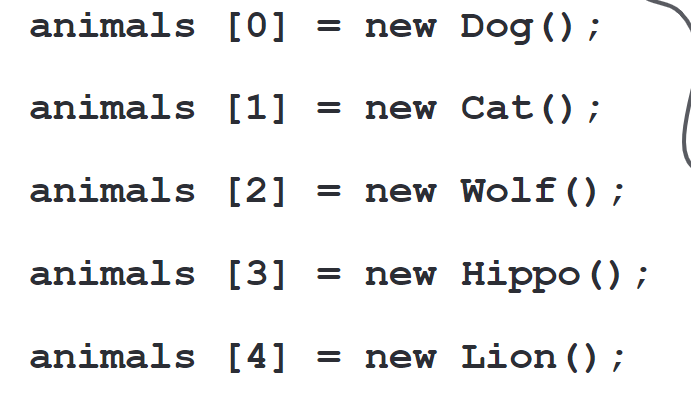 animals [0] = new Dog();
animals [1] = new Cat();
animals [2] = new Wolf();
animals [3] = new Hippo();
animals [4] = new Lion();